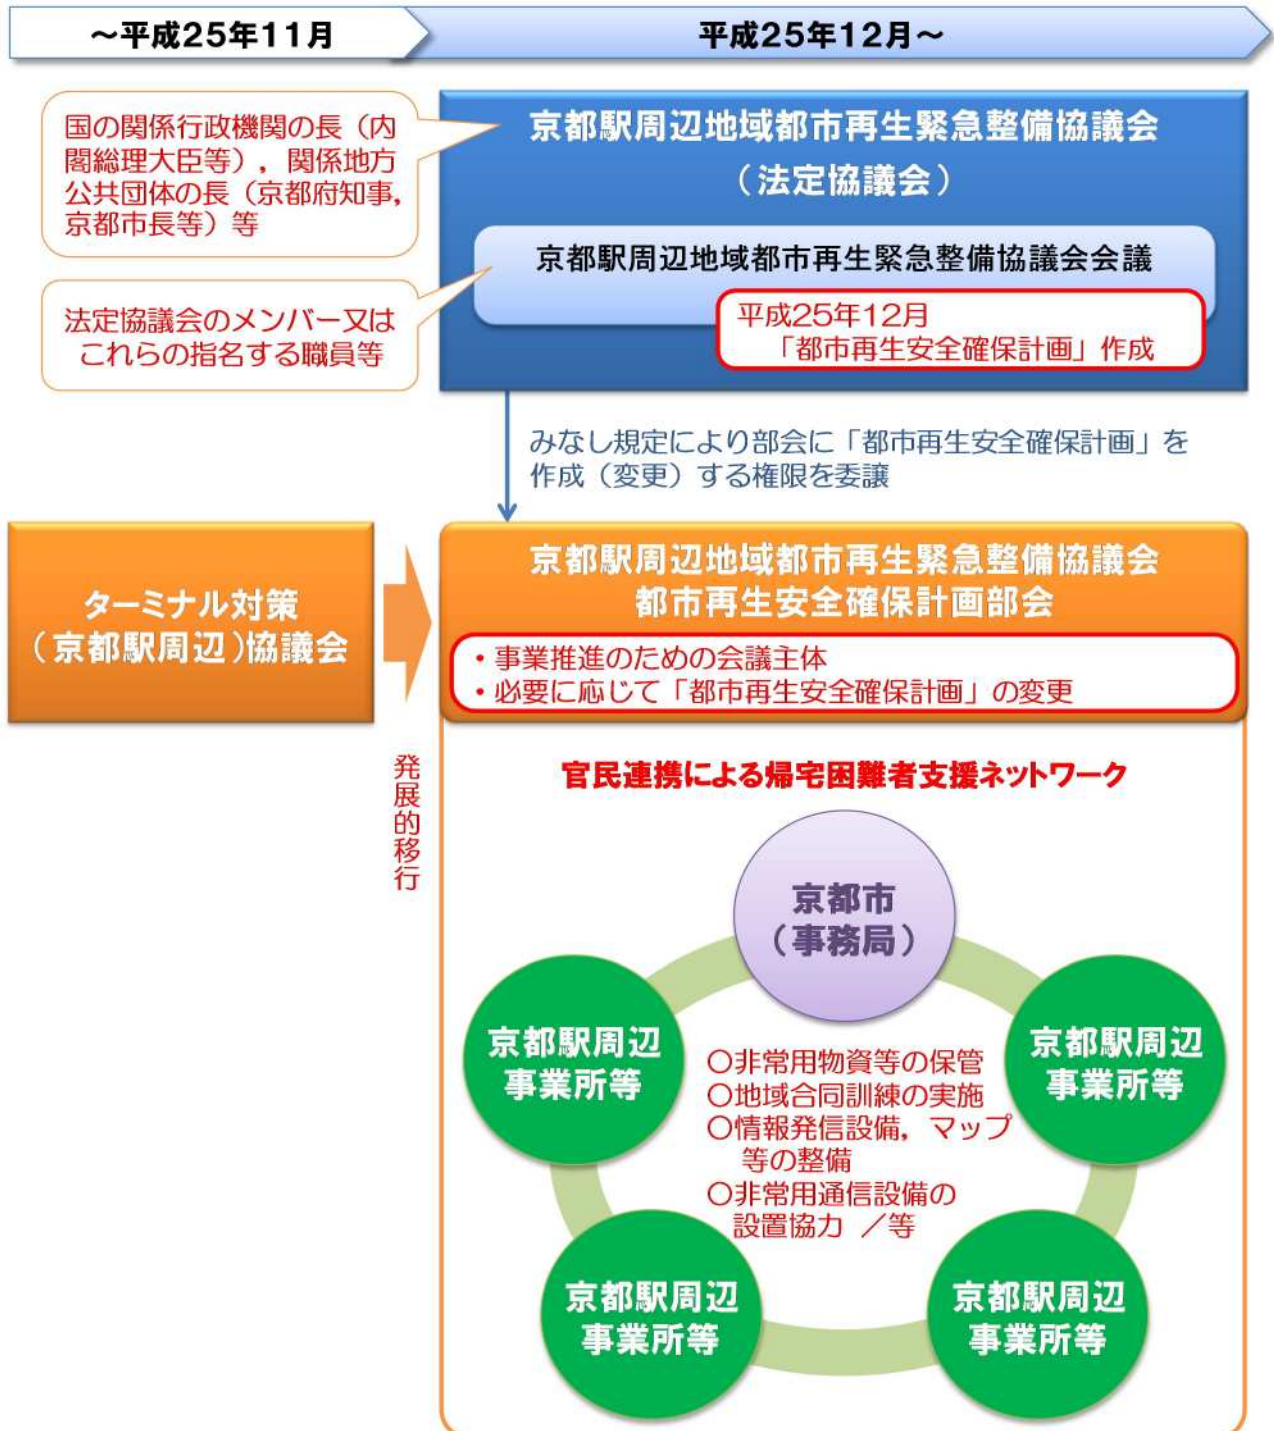 ～平成25年11月
平成25年12月～
国の関係行政機関の長（内
閣総理大臣等），関係地方
公共団体の長（京都府知事，
京都市長等）等
京都駅周辺地域都市再生緊急整備協議会
（法定協議会）
京都駅周辺地域都市再生緊急整備協議会会議
法定協議会のメンバー又は
これらの指名する職員等
平成25年12月
「都市再生安全確保計画」作成
みなし規定により部会に「都市再生安全確保計画」を
作成（変更）する権限を委譲
ターミナル対策
（京都駅周辺）協議会
京都駅周辺地域都市再生緊急整備協議会
都市再生安全確保計画部会
・事業推進のための会議主体
・必要に応じて「都市再生安全確保計画」の変更
発展的移行
官民連携による帰宅困難者支援ネットワーク
京都市
（事務局）
京都駅周辺
事業所等
京都駅周辺
事業所等
〇非常用物資等の保管
〇地域合同訓練の実施
〇情報発信設備，マップ
等の整備
〇非常用通信設備の
設置協力 ／等
京都駅周辺
事業所等
京都駅周辺
事業所等